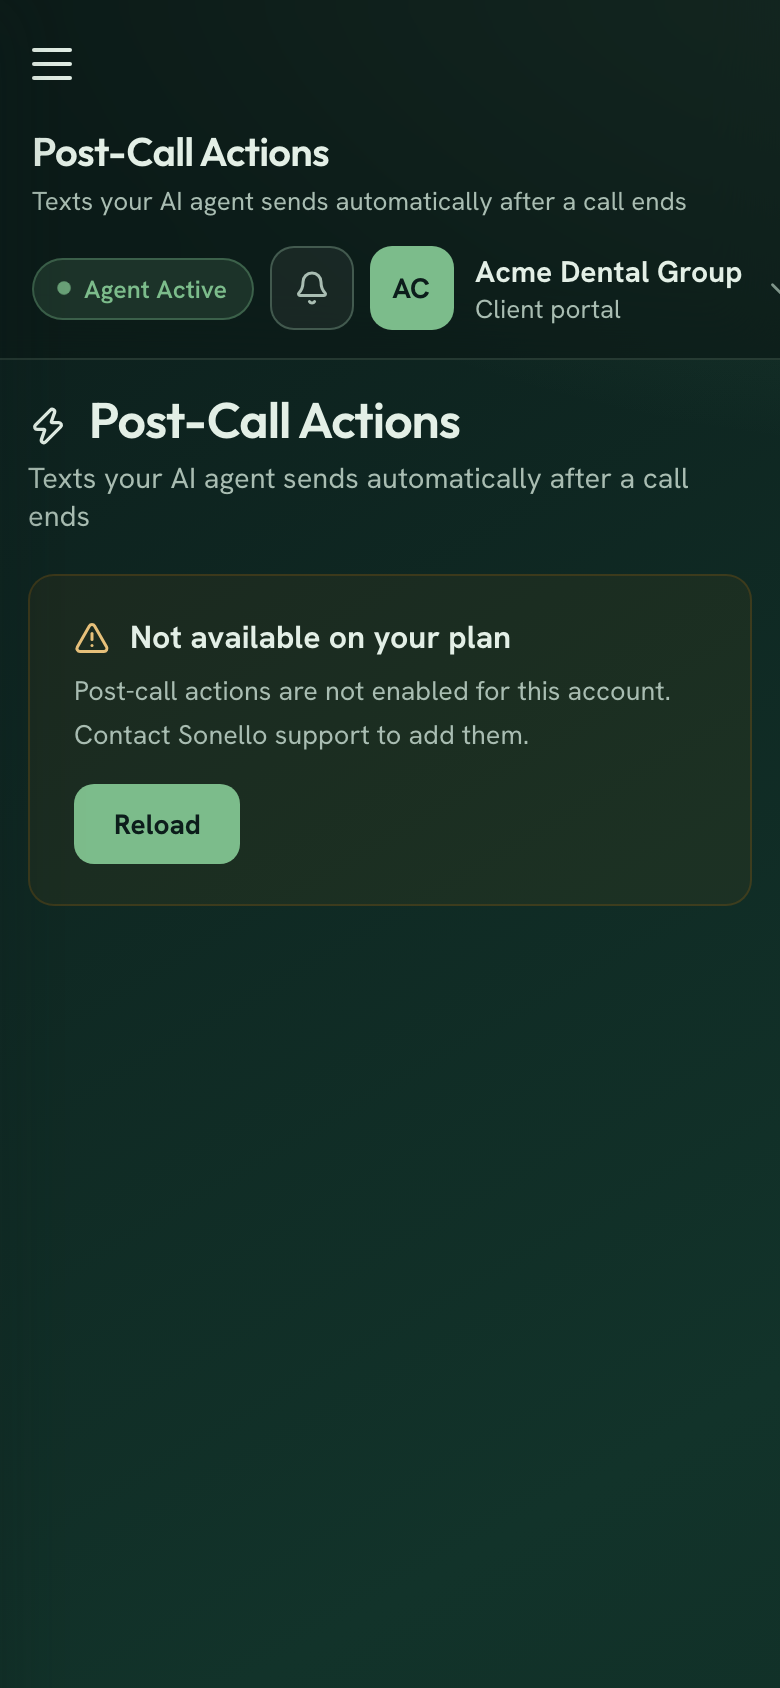 Post-Call Actions
Texts your AI agent sends automatically after a call ends
Agent Active
AC
Acme Dental Group
Client portal
Post-Call Actions
Texts your AI agent sends automatically after a call
ends
Not available on your plan
Post-call actions are not enabled for this account.
Contact Sonello support to add them.
Reload